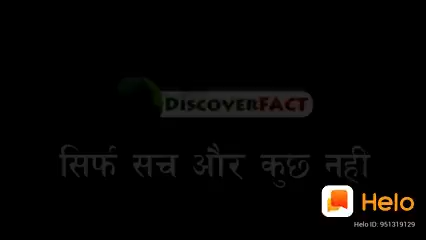 DISCOVERFACT
सिर्फ सच और कुछ नही
Helo
Helo ID: 951319129